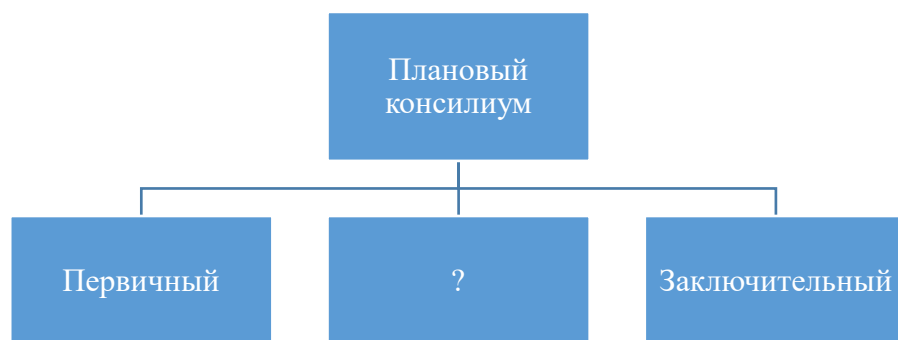 Плановый
консилиум
Первичный
?
Заключительный